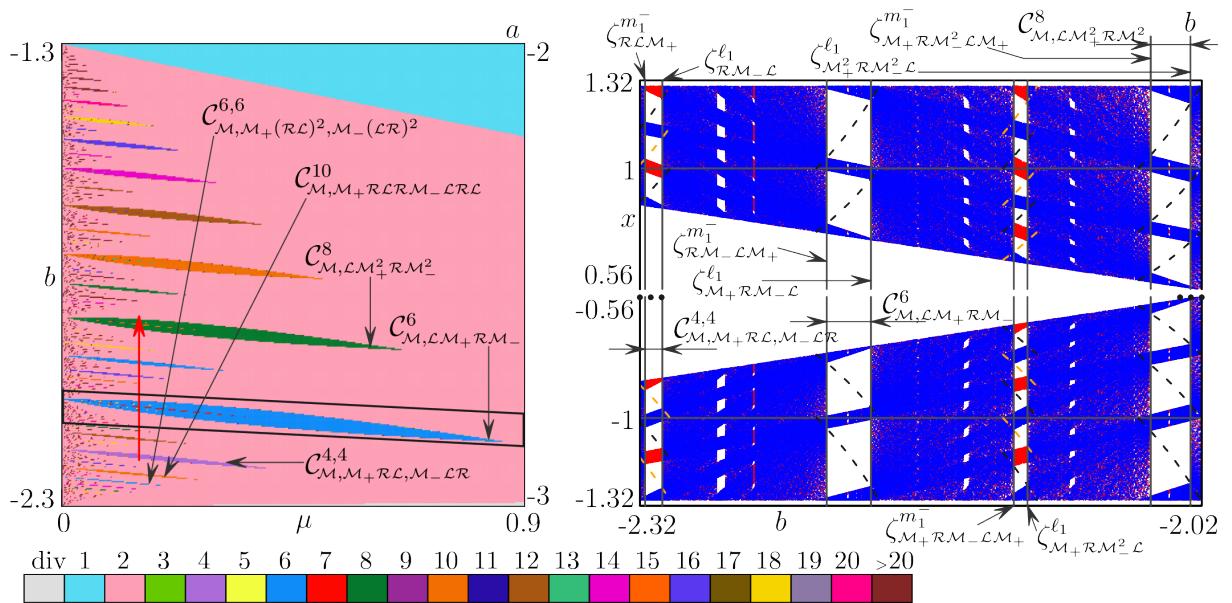 a
-1.3
-2
b
-2.3
-3
0
μ
0.9
𝒞^{6,6}_{ℳ,ℳ₊(ℛℒ)²,ℳ₋(ℒℛ)²}
𝒞^{10}_{ℳ,ℳ₊ℛℒℛℳ₋ℒℛℒ}
𝒞^{8}_{ℳ,ℒℳ₊²ℛℳ₋²}
𝒞^{6}_{ℳ,ℒℳ₊ℛℳ₋}
𝒞^{4,4}_{ℳ,ℳ₊ℛℒ,ℳ₋ℒℛ}
ζ^{m₁⁻}_{ℛℒℳ₊}
ζ^{ℓ₁}_{ℛℳ₋ℒ}
ζ^{ℓ₁}_{ℳ₊²ℛℳ₋²ℒ}
ζ^{m₁⁻}_{ℳ₊ℛℳ₋²ℒℳ₊}
𝒞^{8}_{ℳ,ℒℳ₊²ℛℳ²}
b
1.32
1
x
0.56
-0.56
-1
-1.32
ζ^{m₁⁻}_{ℛℳ₋ℒℳ₊}
ζ^{ℓ₁}_{ℳ₊ℛℳ₋ℒ}
𝒞^{4,4}_{ℳ,ℳ₊ℛℒ,ℳ₋ℒℛ}
𝒞^{6}_{ℳ,ℒℳ₊ℛℳ₋}
-2.32
b
-2.02
ζ^{m₁⁻}_{ℳ₊ℛℳ₋ℒℳ₊}
ζ^{ℓ₁}_{ℳ₊ℛℳ₋²ℒ}
div 1 2 3 4 5 6 7 8 9 10 11 12 13 14 15 16 17 18 19 20 >20